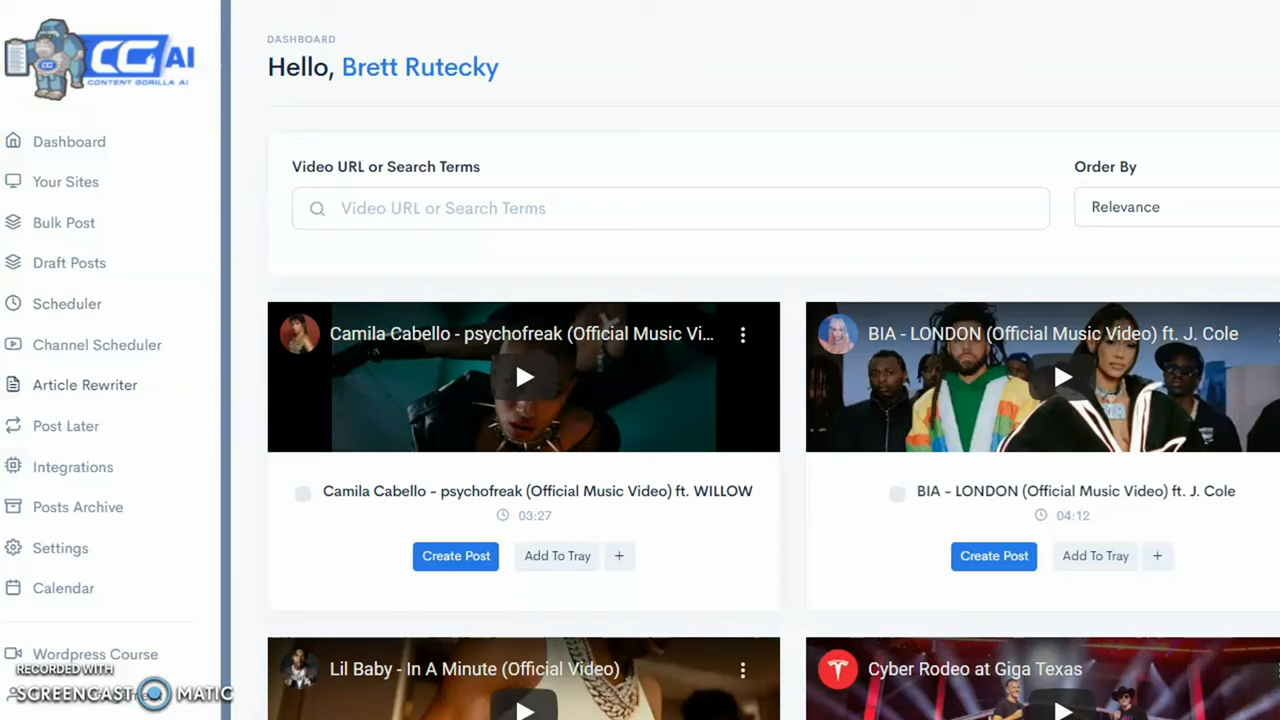 CG AI
CONTENT GORILLA AI
Dashboard
Your Sites
Bulk Post
Draft Posts
Scheduler
Channel Scheduler
Article Rewriter
Post Later
Integrations
Posts Archive
Settings
Calendar
Wordpress Course
RECORDED WITH
SCREENCAST MATIC
DASHBOARD
Hello, Brett Rutecky
Video URL or Search Terms
Order By
Video URL or Search Terms
Relevance
Camila Cabello - psychofreak (Official Music Vi...
BIA - LONDON (Official Music Video) ft. J. Cole
Camila Cabello - psychofreak (Official Music Video) ft. WILLOW
03:27
Create Post
Add To Tray
+
BIA - LONDON (Official Music Video) ft. J. Cole
04:12
Create Post
Add To Tray
+
Lil Baby - In A Minute (Official Video)
Cyber Rodeo at Giga Texas